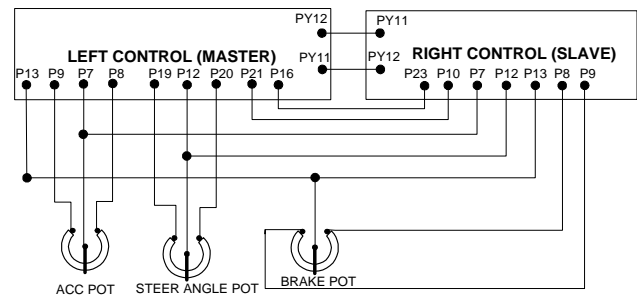 PY12 PY11
LEFT CONTROL (MASTER) RIGHT CONTROL (SLAVE)
PY11 PY12
P13 P9 P7 P8 P19 P12 P20 P21 P16 P23 P10 P7 P12 P13 P8 P9
ACC POT STEER ANGLE POT BRAKE POT